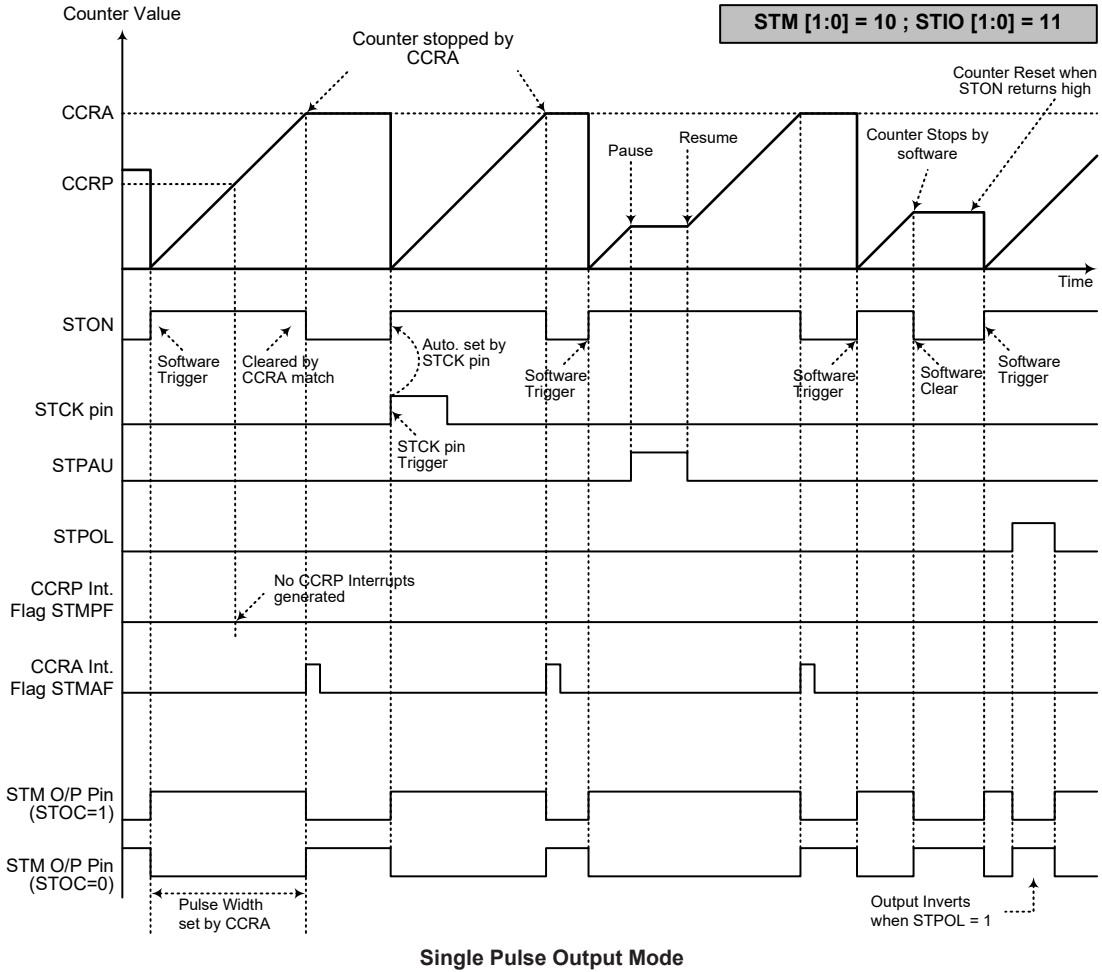 Counter Value
STM [1:0] = 10 ; STIO [1:0] = 11
Counter stopped by
CCRA
Counter Reset when
STON returns high
CCRA
Pause
Resume
Counter Stops by
software
CCRP
Time
STON
Software
Trigger
Cleared by
CCRA match
Auto. set by
STCK pin
Software
Trigger
Software
Trigger
Software
Clear
Software
Trigger
STCK pin
STCK pin
Trigger
STPAU
STPOL
No CCRP Interrupts
generated
CCRP Int.
Flag STMPF
CCRA Int.
Flag STMAF
STM O/P Pin
(STOC=1)
STM O/P Pin
(STOC=0)
Pulse Width
set by CCRA
Output Inverts
when STPOL = 1
Single Pulse Output Mode